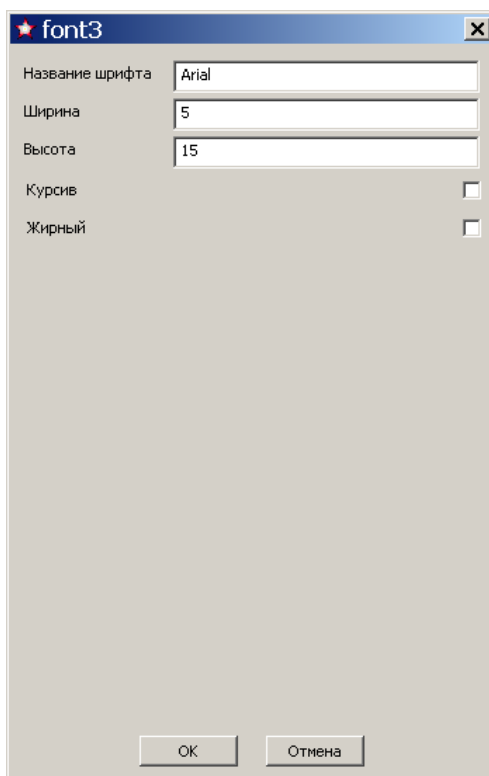 font3
Название шрифта Arial
Ширина 5
Высота 15
Курсив
Жирный
OK Отмена